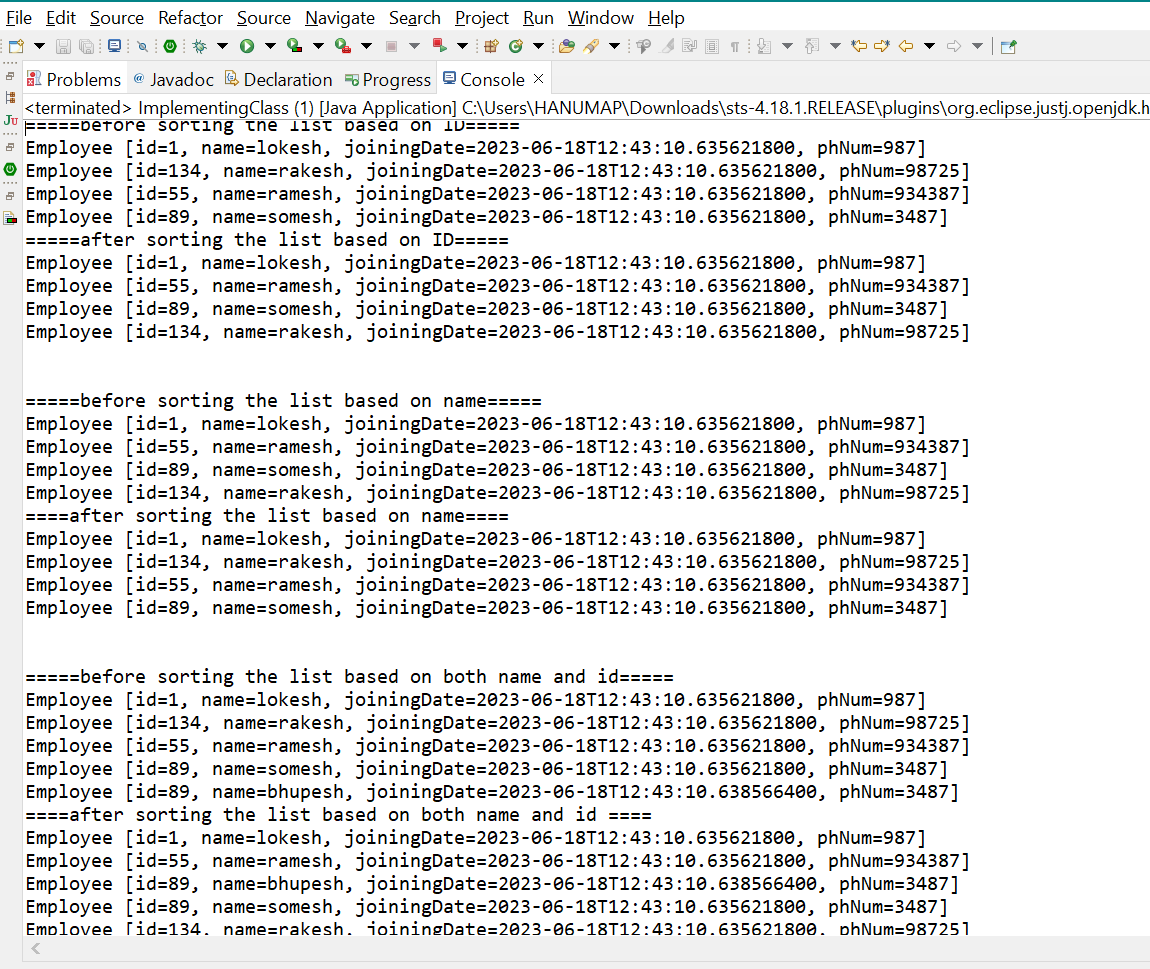 File Edit Source Refactor Source Navigate Search Project Run Window Help
Problems @ Javadoc Declaration Progress Console
<terminated> ImplementingClass (1) [Java Application] C:\Users\HANUMAP\Downloads\sts-4.18.1.RELEASE\plugins\org.eclipse.justj.openjdk.h
=====before sorting the list based on ID=====
Employee [id=1, name=lokesh, joiningDate=2023-06-18T12:43:10.635621800, phNum=987]
Employee [id=134, name=rakesh, joiningDate=2023-06-18T12:43:10.635621800, phNum=98725]
Employee [id=55, name=ramesh, joiningDate=2023-06-18T12:43:10.635621800, phNum=934387]
Employee [id=89, name=somesh, joiningDate=2023-06-18T12:43:10.635621800, phNum=3487]
=====after sorting the list based on ID=====
Employee [id=1, name=lokesh, joiningDate=2023-06-18T12:43:10.635621800, phNum=987]
Employee [id=55, name=ramesh, joiningDate=2023-06-18T12:43:10.635621800, phNum=934387]
Employee [id=89, name=somesh, joiningDate=2023-06-18T12:43:10.635621800, phNum=3487]
Employee [id=134, name=rakesh, joiningDate=2023-06-18T12:43:10.635621800, phNum=98725]
=====before sorting the list based on name=====
Employee [id=1, name=lokesh, joiningDate=2023-06-18T12:43:10.635621800, phNum=987]
Employee [id=55, name=ramesh, joiningDate=2023-06-18T12:43:10.635621800, phNum=934387]
Employee [id=89, name=somesh, joiningDate=2023-06-18T12:43:10.635621800, phNum=3487]
Employee [id=134, name=rakesh, joiningDate=2023-06-18T12:43:10.635621800, phNum=98725]
====after sorting the list based on name====
Employee [id=1, name=lokesh, joiningDate=2023-06-18T12:43:10.635621800, phNum=987]
Employee [id=134, name=rakesh, joiningDate=2023-06-18T12:43:10.635621800, phNum=98725]
Employee [id=55, name=ramesh, joiningDate=2023-06-18T12:43:10.635621800, phNum=934387]
Employee [id=89, name=somesh, joiningDate=2023-06-18T12:43:10.635621800, phNum=3487]
=====before sorting the list based on both name and id=====
Employee [id=1, name=lokesh, joiningDate=2023-06-18T12:43:10.635621800, phNum=987]
Employee [id=134, name=rakesh, joiningDate=2023-06-18T12:43:10.635621800, phNum=98725]
Employee [id=55, name=ramesh, joiningDate=2023-06-18T12:43:10.635621800, phNum=934387]
Employee [id=89, name=somesh, joiningDate=2023-06-18T12:43:10.635621800, phNum=3487]
Employee [id=89, name=bhupesh, joiningDate=2023-06-18T12:43:10.638566400, phNum=3487]
====after sorting the list based on both name and id ====
Employee [id=1, name=lokesh, joiningDate=2023-06-18T12:43:10.635621800, phNum=987]
Employee [id=55, name=ramesh, joiningDate=2023-06-18T12:43:10.635621800, phNum=934387]
Employee [id=89, name=bhupesh, joiningDate=2023-06-18T12:43:10.638566400, phNum=3487]
Employee [id=89, name=somesh, joiningDate=2023-06-18T12:43:10.635621800, phNum=3487]
Employee [id=134, name=rakesh, joiningDate=2023-06-18T12:43:10.635621800, phNum=98725]